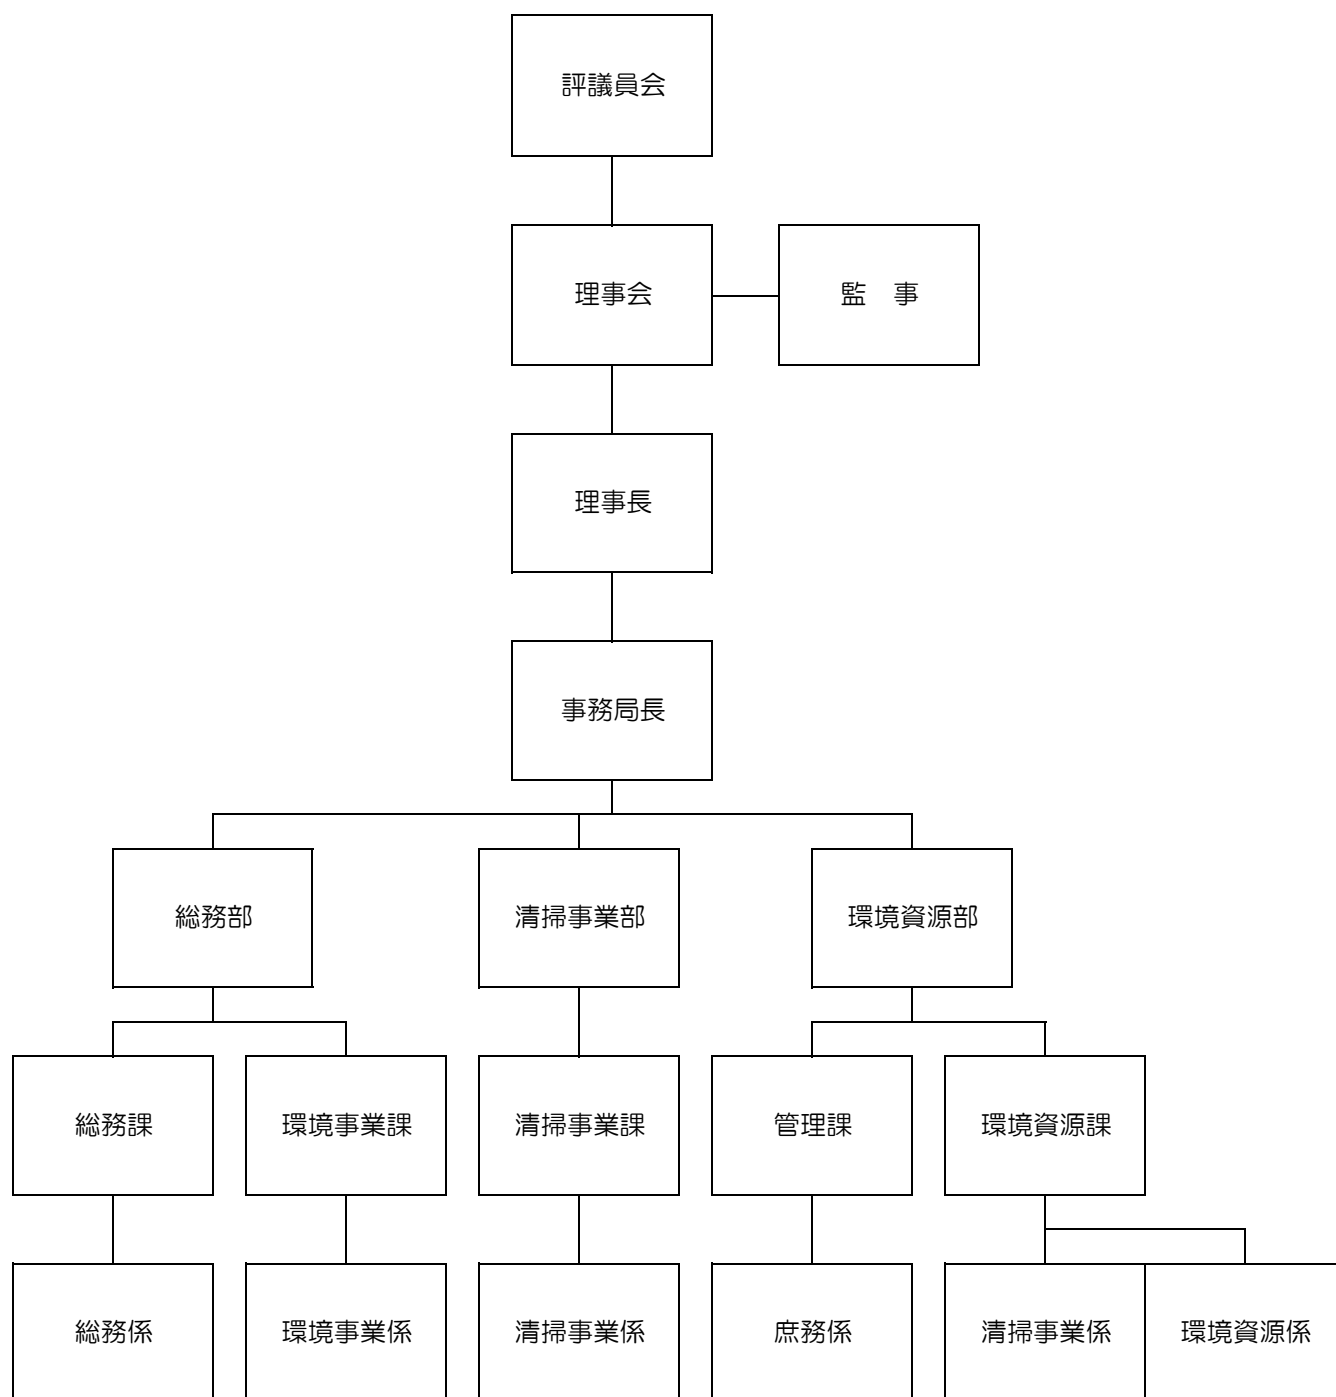 評議員会
理事会
監　事
理事長
事務局長
総務部
清掃事業部
環境資源部
総務課
環境事業課
清掃事業課
管理課
環境資源課
総務係
環境事業係
清掃事業係
庶務係
清掃事業係
環境資源係